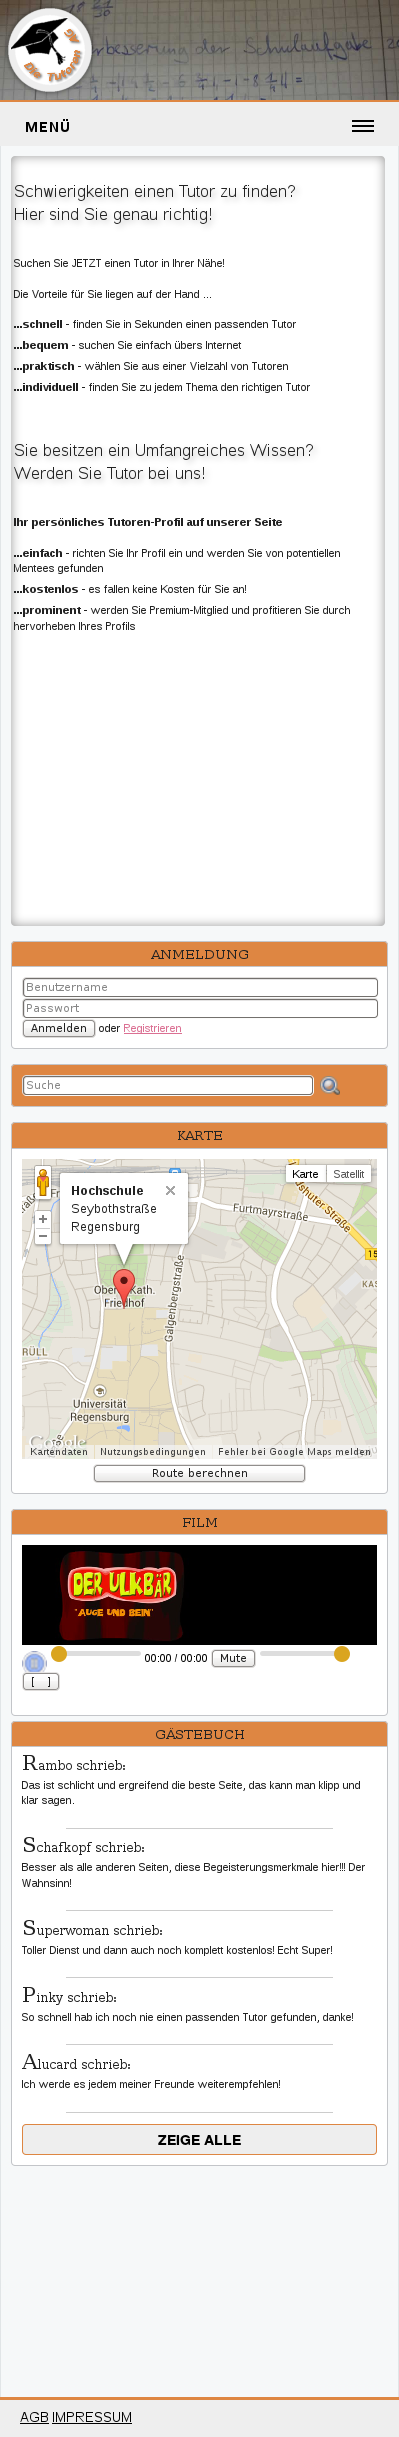 rbesserung der Schulaufgabe
Die Tutoren
MENÜ
Schwierigkeiten einen Tutor zu finden?
Hier sind Sie genau richtig!
Suchen Sie JETZT einen Tutor in Ihrer Nähe!
Die Vorteile für Sie liegen auf der Hand ...
...schnell - finden Sie in Sekunden einen passenden Tutor
...bequem - suchen Sie einfach übers Internet
...praktisch - wählen Sie aus einer Vielzahl von Tutoren
...individuell - finden Sie zu jedem Thema den richtigen Tutor
Sie besitzen ein Umfangreiches Wissen?
Werden Sie Tutor bei uns!
Ihr persönliches Tutoren-Profil auf unserer Seite
...einfach - richten Sie Ihr Profil ein und werden Sie von potentiellen
Mentees gefunden
...kostenlos - es fallen keine Kosten für Sie an!
...prominent - werden Sie Premium-Mitglied und profitieren Sie durch
hervorheben Ihres Profils
ANMELDUNG
Benutzername
Passwort
Anmelden oder Registrieren
Suche
KARTE
Karte Satellit
Hochschule
Seybothstraße
Regensburg
Furtmayrstraße
Galgenbergstraße
15
KAS
Ober Kath.
Friedhof
RÜLL
Universität
Regensburg
Google
Kartendaten Nutzungsbedingungen Fehler bei Google Maps melden
Route berechnen
FILM
DER ULKBÄR
"AUGE UND BEIN"
00:00 / 00:00 Mute
[ ]
GÄSTEBUCH
Rambo schrieb:
Das ist schlicht und ergreifend die beste Seite, das kann man klipp und
klar sagen.
Schafkopf schrieb:
Besser als alle anderen Seiten, diese Begeisterungsmerkmale hier!!! Der
Wahnsinn!
Superwoman schrieb:
Toller Dienst und dann auch noch komplett kostenlos! Echt Super!
Pinky schrieb:
So schnell hab ich noch nie einen passenden Tutor gefunden, danke!
Alucard schrieb:
Ich werde es jedem meiner Freunde weiterempfehlen!
ZEIGE ALLE
AGB IMPRESSUM